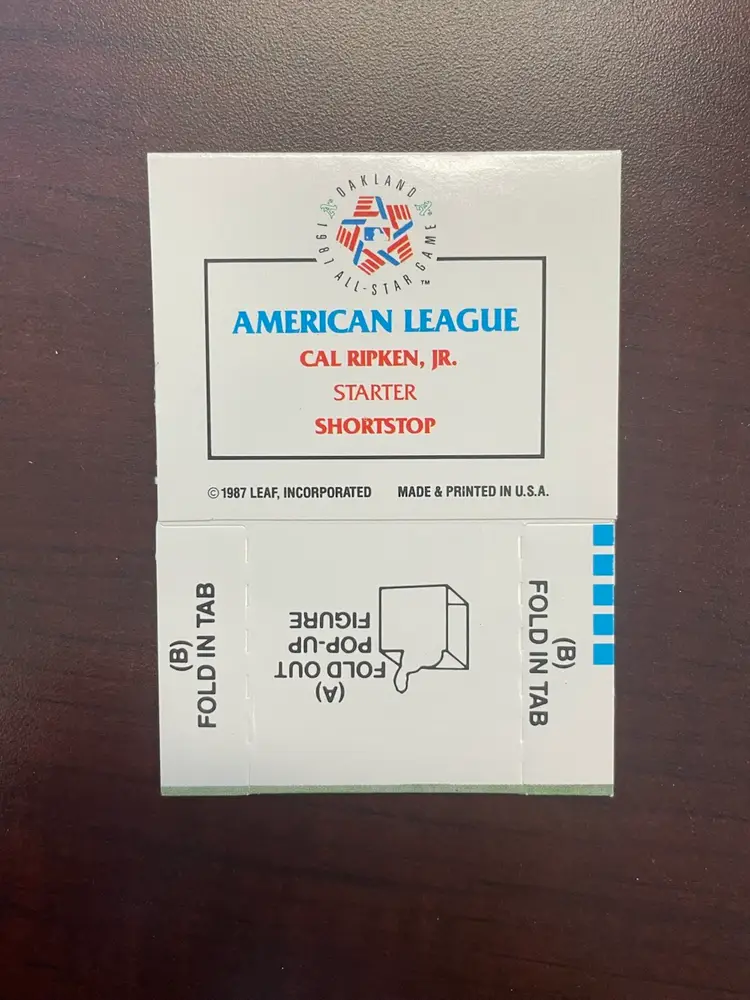 OAKLAND
1987 ALL-STAR GAME ™
AMERICAN LEAGUE
CAL RIPKEN, JR.
STARTER
SHORTSTOP
© 1987 LEAF, INCORPORATED MADE & PRINTED IN U.S.A.
(B)
FOLD IN TAB
(A)
FOLD OUT
POP-UP
FIGURE
(B)
FOLD IN TAB